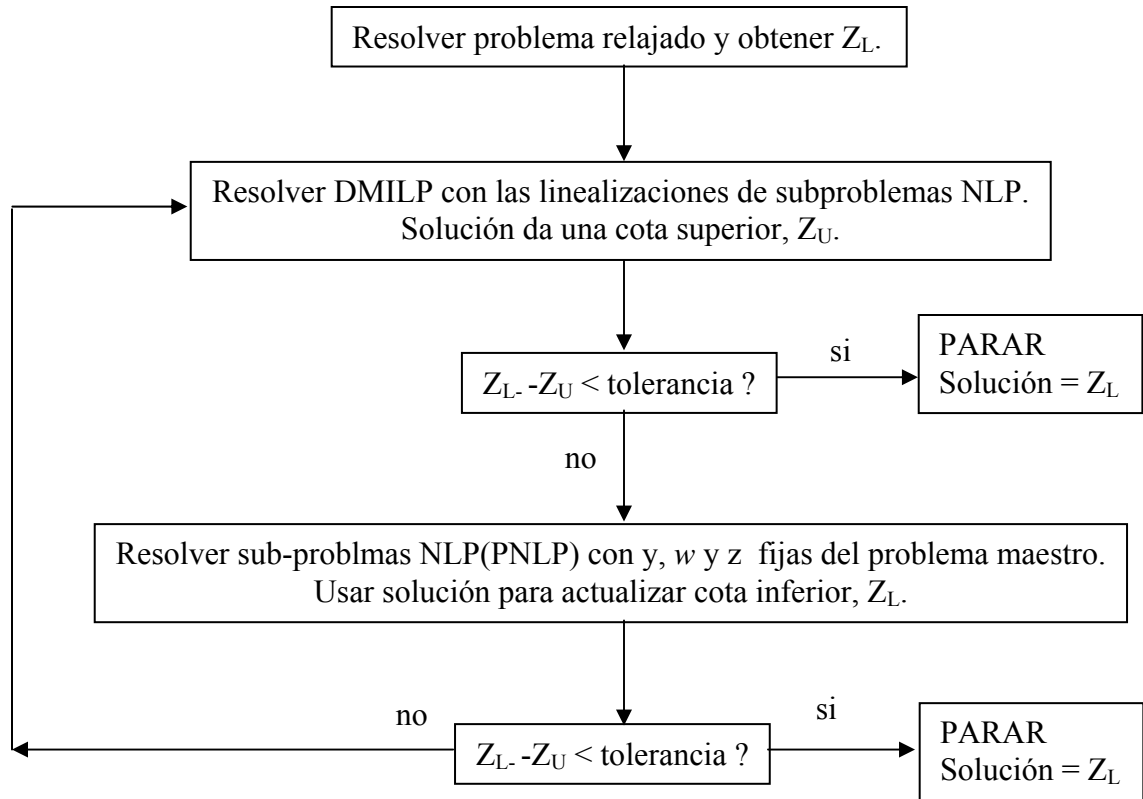 Resolver problema relajado y obtener Z_L.
Resolver DMILP con las linealizaciones de subproblemas NLP.
Solución da una cota superior, Z_U.
Z_L- -Z_U < tolerancia ?
si
PARAR
Solución = Z_L
no
Resolver sub-problmas NLP(PNLP) con y, w y z fijas del problema maestro.
Usar solución para actualizar cota inferior, Z_L.
no
Z_L- -Z_U < tolerancia ?
si
PARAR
Solución = Z_L